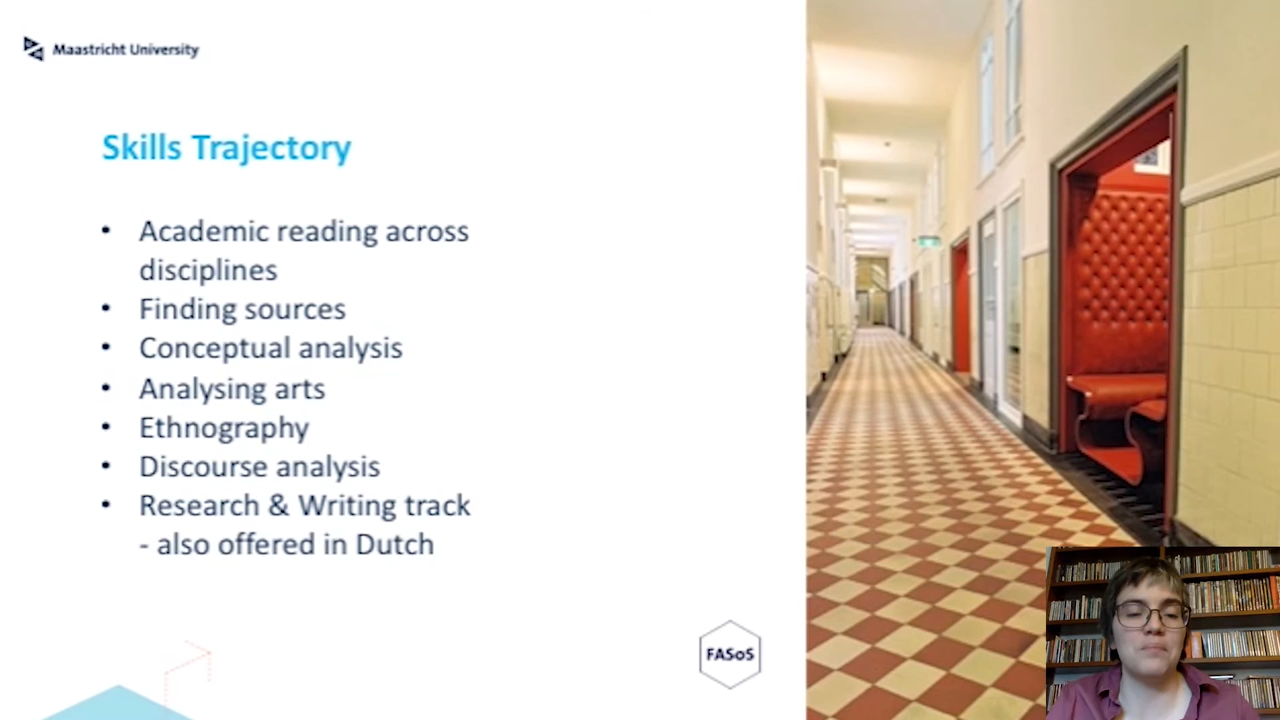 Maastricht University
Skills Trajectory
• Academic reading across
disciplines
• Finding sources
• Conceptual analysis
• Analysing arts
• Ethnography
• Discourse analysis
• Research & Writing track
- also offered in Dutch
FASoS